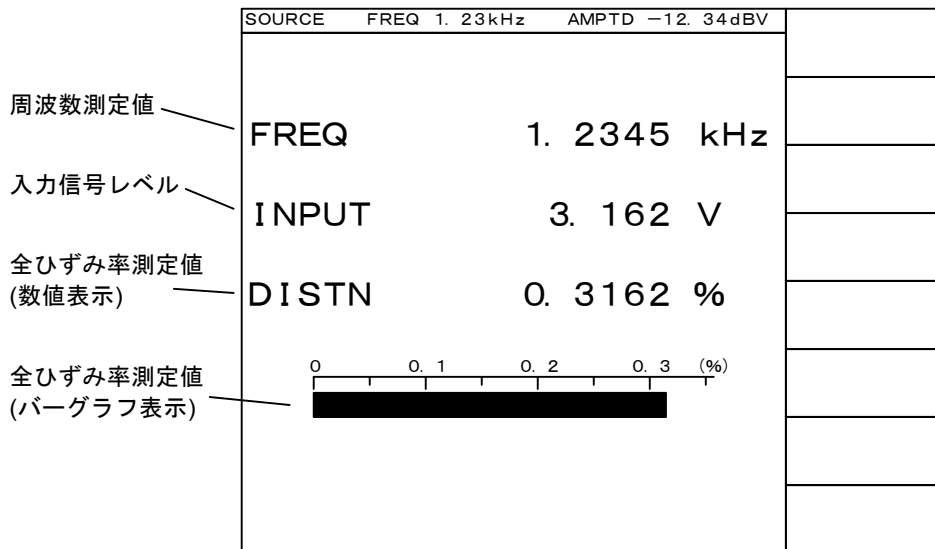 SOURCE FREQ 1. 23kHz AMPTD −12. 34dBV
周波数測定値
FREQ 1. 2345 kHz
入力信号レベル
INPUT 3. 162 V
全ひずみ率測定値
(数値表示)
DISTN 0. 3162 %
0 0. 1 0. 2 0. 3 (%)
全ひずみ率測定値
(バーグラフ表示)